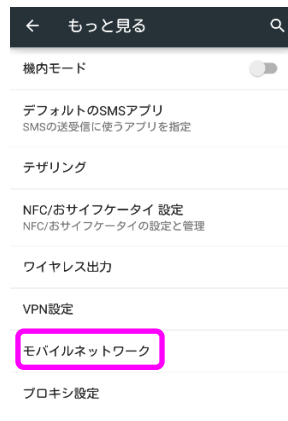 ← もっと見る
機内モード
デフォルトのSMSアプリ
SMSの送受信に使うアプリを指定
テザリング
NFC/おサイフケータイ 設定
NFC/おサイフケータイの設定と管理
ワイヤレス出力
VPN設定
モバイルネットワーク
プロキシ設定